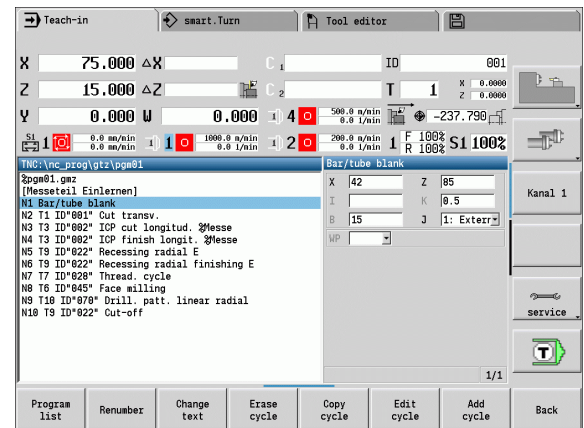 Teach-in
smart.Turn
Tool editor
X 75.000 △X C 1 ID 001
Z 15.000 △Z C 2 T 1 X 0.0000
Z 0.0000
Y 0.000 W 0.000 4 500.0 m/min
0.0 1/min -237.790
S1 1 0.0 mm/min
0.0 mm/min 1 1000.0 m/min
0.0 1/min 2 200.0 m/min
0.0 1/min 1 F 100%
R 100% S1 100%
TNC:\nc_prog\gtz\pgm01
%pgm01.gmz
[Messeteil Einlernen]
N1 Bar/tube blank
N2 T1 ID"001" Cut transv.
N3 T3 ID"002" ICP cut longitud. %Messe
N4 T3 ID"002" ICP finish longit. %Messe
N5 T9 ID"022" Recessing radial E
N6 T9 ID"022" Recessing radial finishing E
N7 T7 ID"028" Thread. cycle
N8 T6 ID"045" Face milling
N9 T10 ID"070" Drill. patt. linear radial
N10 T9 ID"022" Cut-off
Bar/tube blank
X 42 Z 85
I K 0.5
B 15 J 1: Extern
WP
1/1
Kanal 1
service
T
Program list
Renumber
Change text
Erase cycle
Copy cycle
Edit cycle
Add cycle
Back